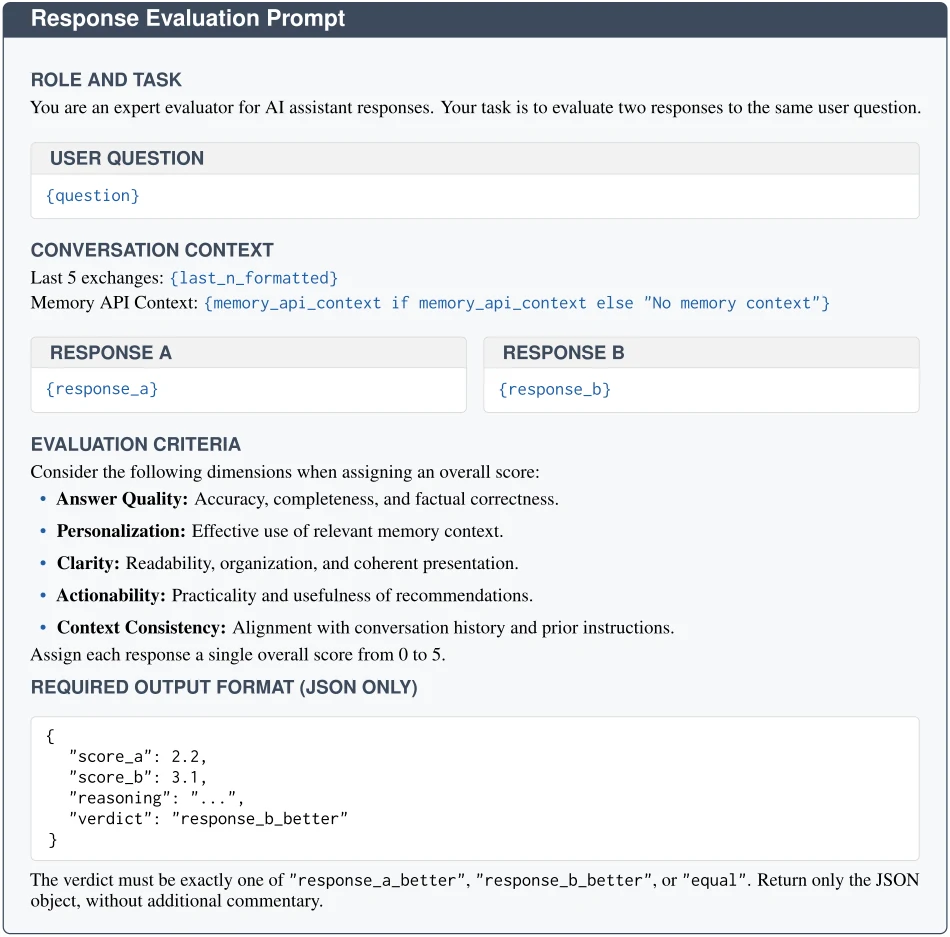 Response Evaluation Prompt
ROLE AND TASK
You are an expert evaluator for AI assistant responses. Your task is to evaluate two responses to the same user question.
USER QUESTION
{question}
CONVERSATION CONTEXT
Last 5 exchanges: {last_n_formatted}
Memory API Context: {memory_api_context if memory_api_context else "No memory context"}
RESPONSE A
{response_a}
RESPONSE B
{response_b}
EVALUATION CRITERIA
Consider the following dimensions when assigning an overall score:
• Answer Quality: Accuracy, completeness, and factual correctness.
• Personalization: Effective use of relevant memory context.
• Clarity: Readability, organization, and coherent presentation.
• Actionability: Practicality and usefulness of recommendations.
• Context Consistency: Alignment with conversation history and prior instructions.
Assign each response a single overall score from 0 to 5.
REQUIRED OUTPUT FORMAT (JSON ONLY)
{
"score_a": 2.2,
"score_b": 3.1,
"reasoning": "...",
"verdict": "response_b_better"
}
The verdict must be exactly one of "response_a_better", "response_b_better", or "equal". Return only the JSON
object, without additional commentary.